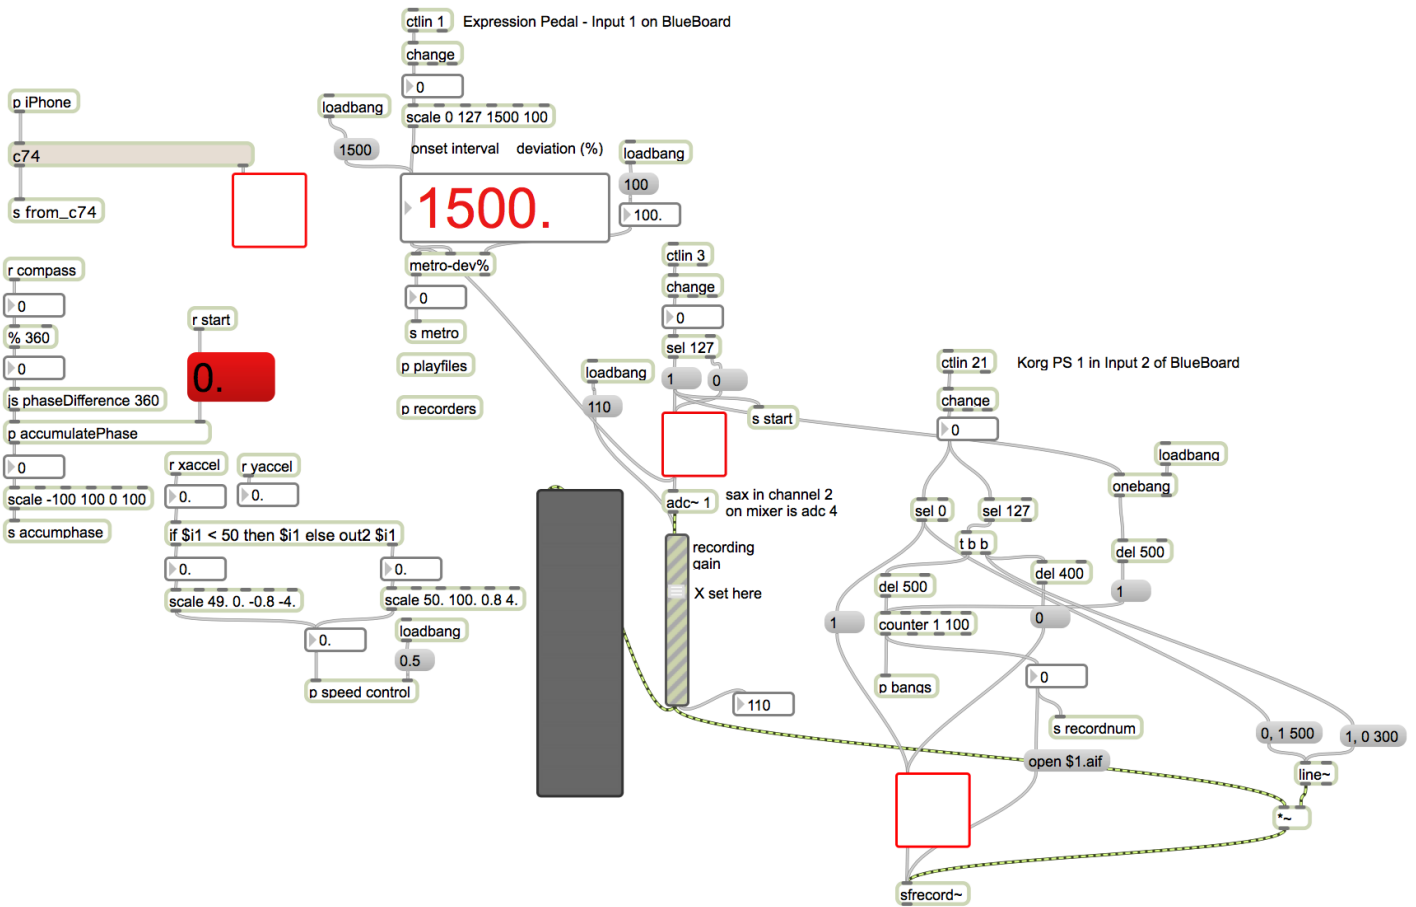 ctlin 1
Expression Pedal - Input 1 on BlueBoard
change
0
p iPhone
loadbang
scale 0 127 1500 100
1500
onset interval
deviation (%)
loadbang
c74
100
1500.
100.
s from_c74
ctlin 3
metro-dev%
r compass
change
0
0
0
r start
s metro
% 360
sel 127
ctlin 21
Korg PS 1 in Input 2 of BlueBoard
0
p playfiles
loadbang
0.
1
0
js phaseDifference 360
change
110
p recorders
s start
0
p accumulatePhase
loadbang
0
r xaccel
r yaccel
onebang
0.
0.
scale -100 100 0 100
adc~ 1
sax in channel 2
on mixer is adc 4
sel 0
sel 127
s accumphase
if $i1 < 50 then $i1 else out2 $i1
t b b
recording
gain
del 500
0.
0.
del 400
del 500
X set here
1
scale 49. 0. -0.8 -4.
scale 50. 100. 0.8 4.
1
counter 1 100
0
loadbang
0.
0.5
0
p speed control
p bangs
110
s recordnum
0, 1 500
1, 0 300
open $1.aif
line~
*~
sfrecord~